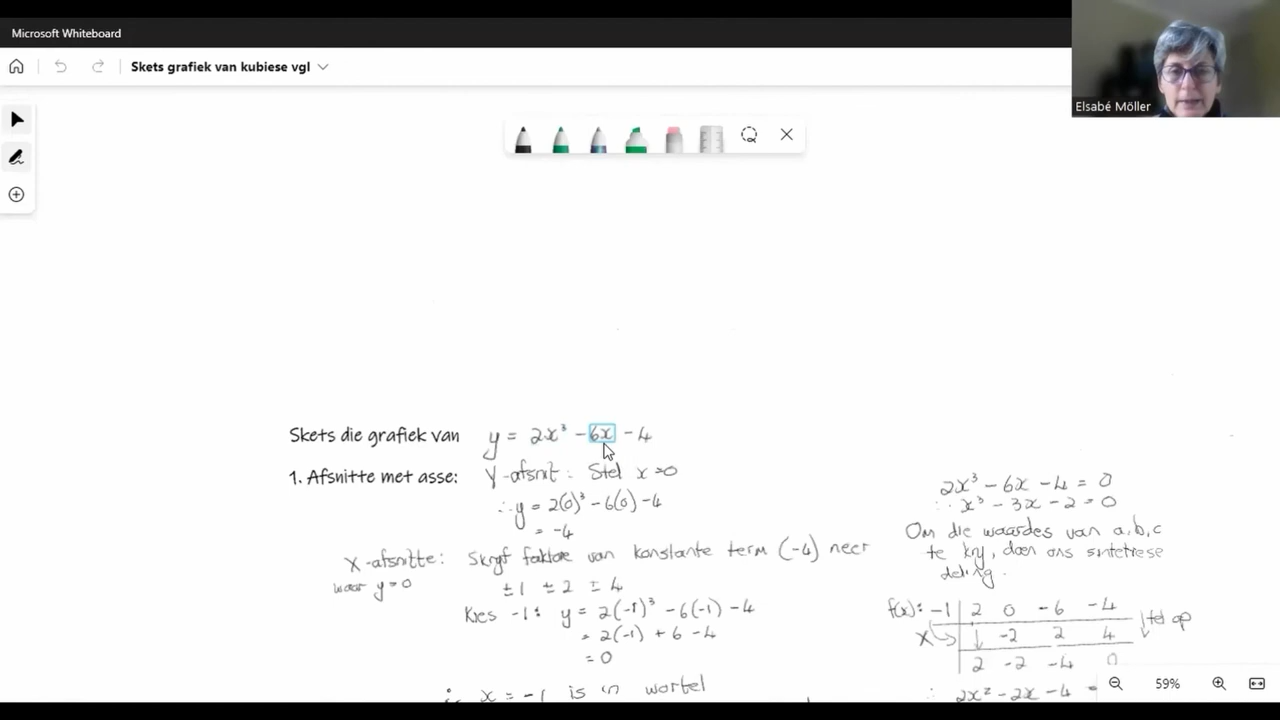 Microsoft Whiteboard
Skets grafiek van kubiese vgl
Elsabé Möller
Skets die grafiek van y = 2x³ - 6x - 4
1. Afsnitte met asse: Y-afsnit: Stel x=0
∴ y = 2(0)³ - 6(0) - 4
= -4
X-afsnitte: Skryf faktore van konstante term (-4) neer
waar y=0
±1 ±2 ±4
Kies -1: y = 2(-1)³ - 6(-1) - 4
= 2(-1) + 6 - 4
= 0
∴ x = -1 is 'n wortel
2x³ - 6x - 4 = 0
∴ x³ - 3x - 2 = 0
Om die waardes van a, b, c
te kry, doen ons sintetiese
deling.
f(x): -1 | 2 0 -6 -4
x ↓ -2 2 4 ↓ tel op
2 -2 -4 0
∴ 2x² - 2x - 4 =
59%